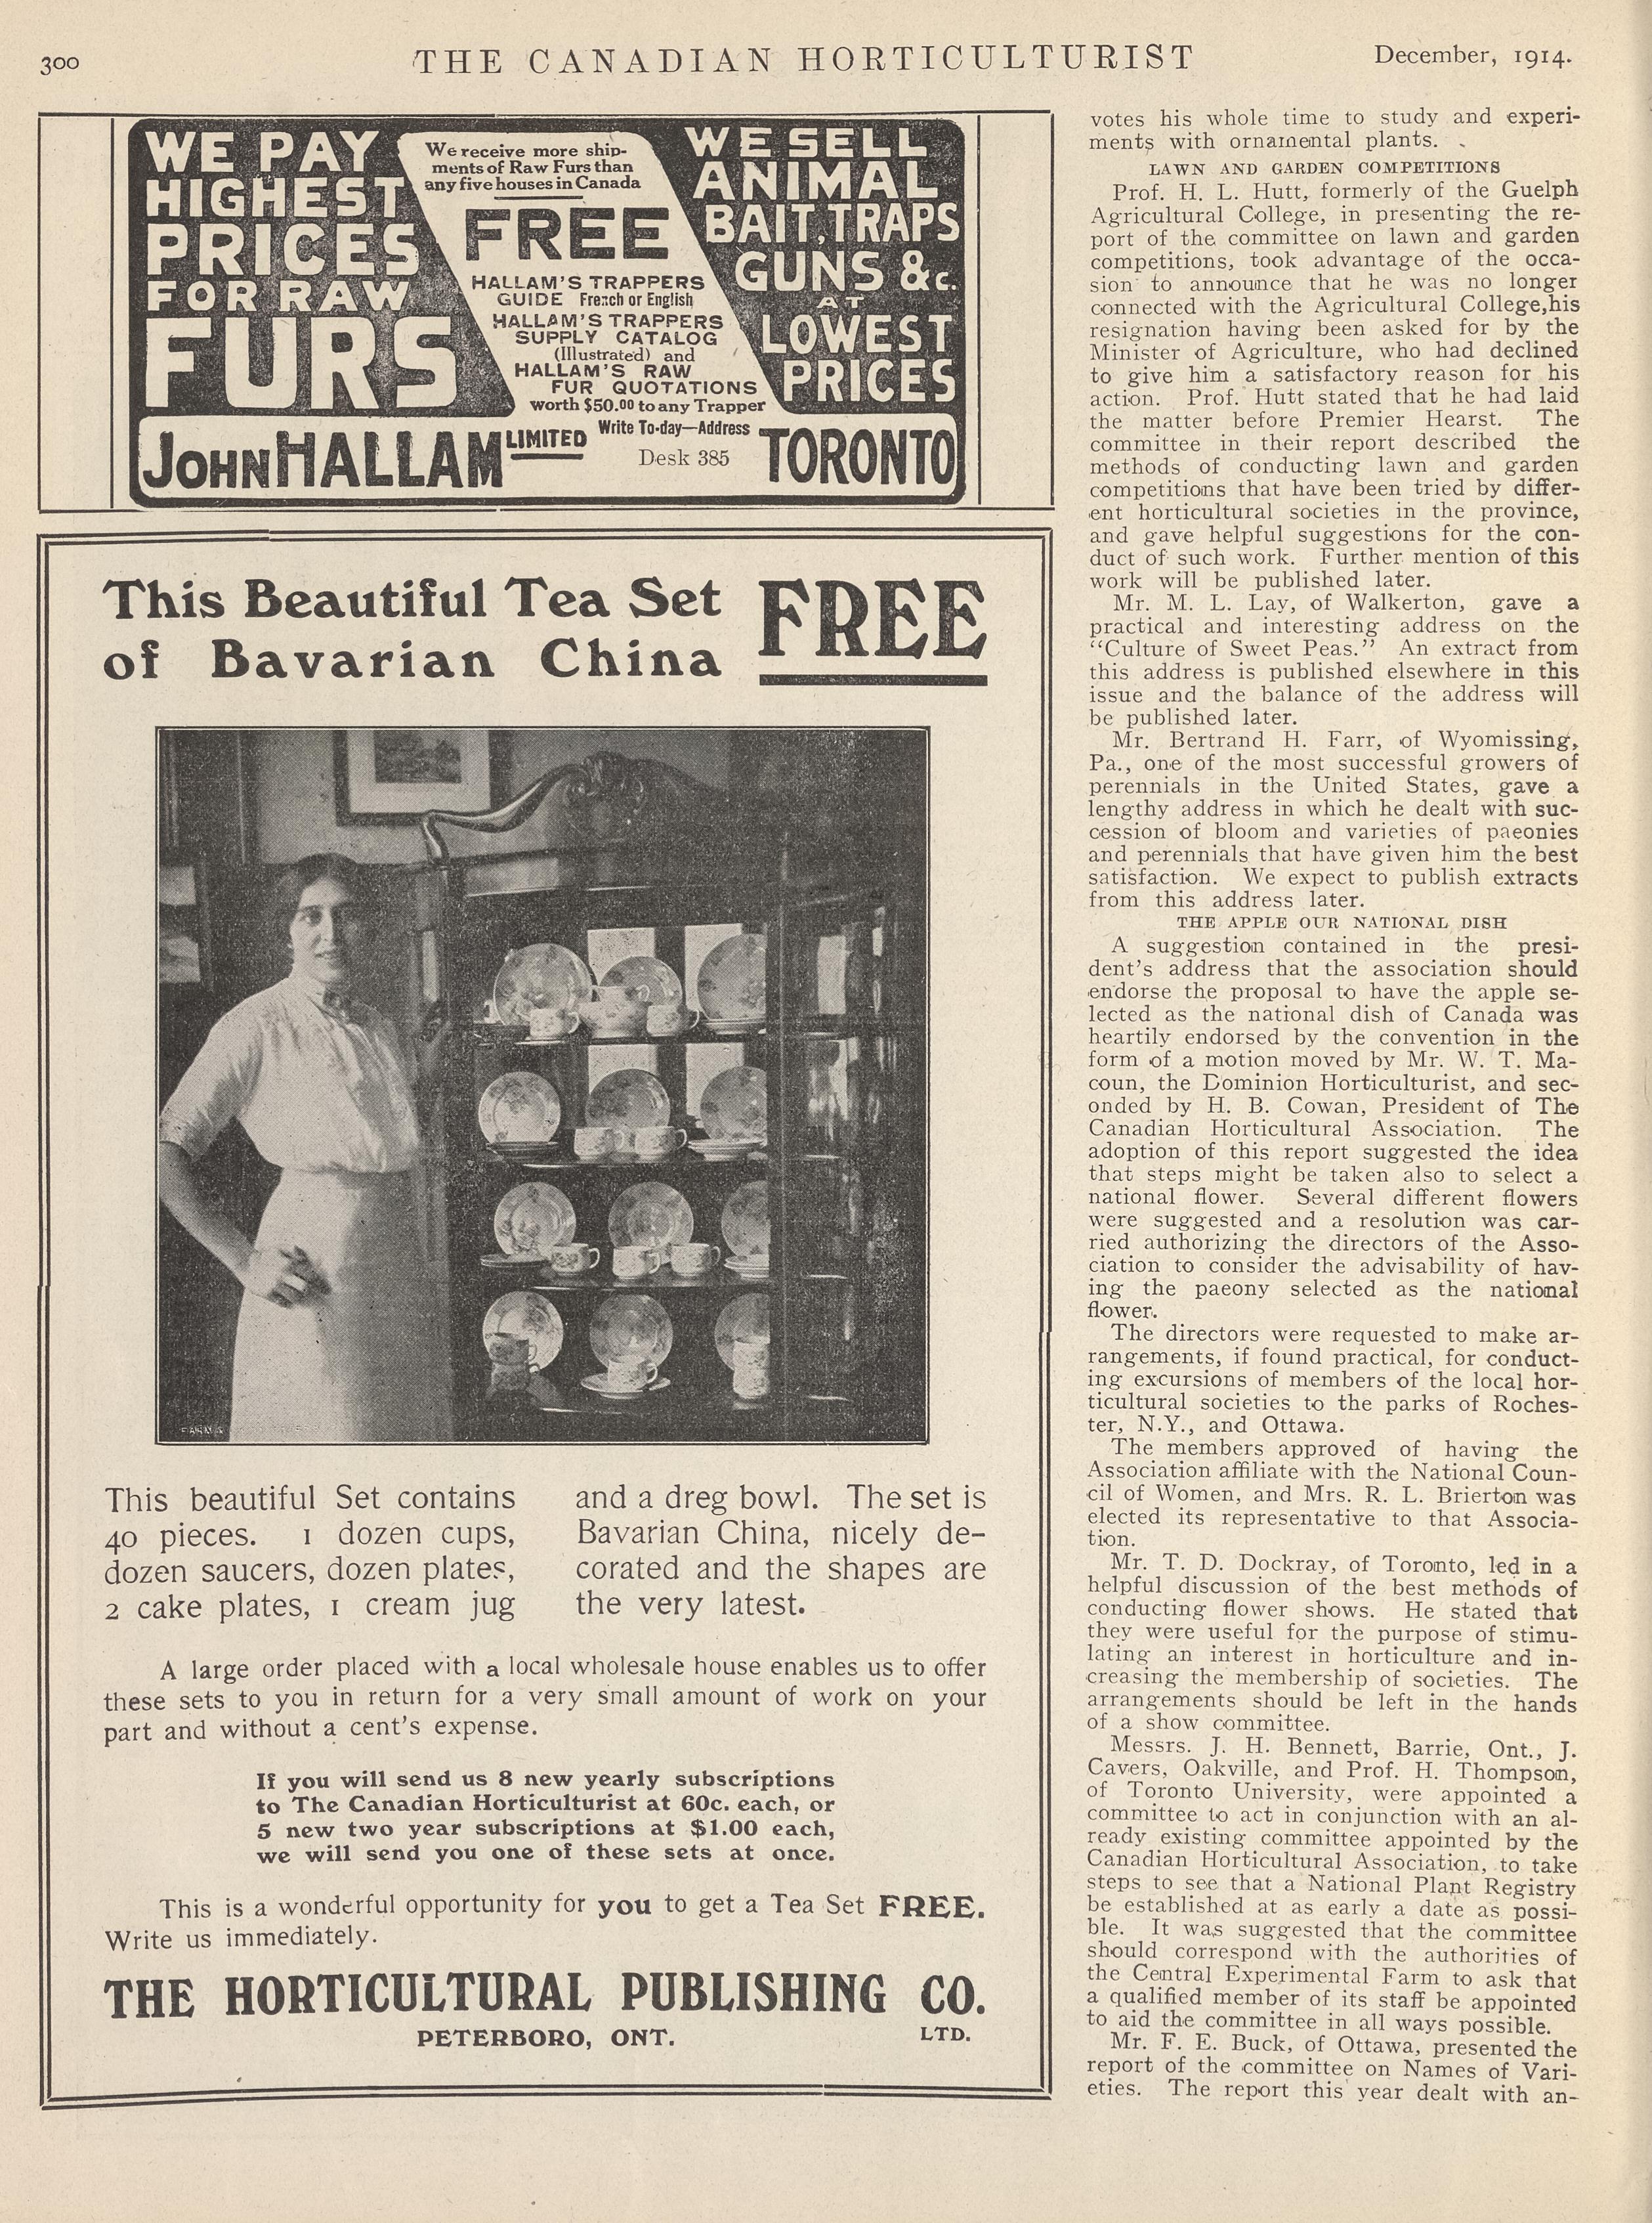 300
THE CANADIAN HORTICULTURIST
December, 1914.
WE PAY
HIGHEST
PRICES
FOR RAW
FURS
We receive more ship-
ments of Raw Furs than
any five houses in Canada
FREE
HALLAM'S TRAPPERS
GUIDE French or English
HALLAM'S TRAPPERS
SUPPLY CATALOG
(Illustrated) and
HALLAM'S RAW
FUR QUOTATIONS
worth $50.00 to any Trapper
WE SELL
ANIMAL
BAIT, TRAPS
GUNS &c.
AT
LOWEST
PRICES
JOHN HALLAM LIMITED
Write To-day—Address
Desk 385
TORONTO
This Beautiful Tea Set
of Bavarian China
FREE
This beautiful Set contains
40 pieces. 1 dozen cups,
dozen saucers, dozen plates,
2 cake plates, 1 cream jug
and a dreg bowl. The set is
Bavarian China, nicely de-
corated and the shapes are
the very latest.
A large order placed with a local wholesale house enables us to offer
these sets to you in return for a very small amount of work on your
part and without a cent's expense.
If you will send us 8 new yearly subscriptions
to The Canadian Horticulturist at 60c. each, or
5 new two year subscriptions at $1.00 each,
we will send you one of these sets at once.
This is a wonderful opportunity for you to get a Tea Set FREE.
Write us immediately.
THE HORTICULTURAL PUBLISHING CO.
PETERBORO, ONT.
LTD.
votes his whole time to study and experi-
ments with ornamental plants.
LAWN AND GARDEN COMPETITIONS
Prof. H. L. Hutt, formerly of the Guelph
Agricultural College, in presenting the re-
port of the committee on lawn and garden
competitions, took advantage of the occa-
sion to announce that he was no longer
connected with the Agricultural College,his
resignation having been asked for by the
Minister of Agriculture, who had declined
to give him a satisfactory reason for his
action. Prof. Hutt stated that he had laid
the matter before Premier Hearst. The
committee in their report described the
methods of conducting lawn and garden
competitions that have been tried by differ-
ent horticultural societies in the province,
and gave helpful suggestions for the con-
duct of such work. Further mention of this
work will be published later.
Mr. M. L. Lay, of Walkerton, gave a
practical and interesting address on the
"Culture of Sweet Peas." An extract from
this address is published elsewhere in this
issue and the balance of the address will
be published later.
Mr. Bertrand H. Farr, of Wyomissing,
Pa., one of the most successful growers of
perennials in the United States, gave a
lengthy address in which he dealt with suc-
cession of bloom and varieties of paeonies
and perennials that have given him the best
satisfaction. We expect to publish extracts
from this address later.
THE APPLE OUR NATIONAL DISH
A suggestion contained in the presi-
dent's address that the association should
endorse the proposal to have the apple se-
lected as the national dish of Canada was
heartily endorsed by the convention in the
form of a motion moved by Mr. W. T. Ma-
coun, the Dominion Horticulturist, and sec-
onded by H. B. Cowan, President of The
Canadian Horticultural Association. The
adoption of this report suggested the idea
that steps might be taken also to select a
national flower. Several different flowers
were suggested and a resolution was car-
ried authorizing the directors of the Asso-
ciation to consider the advisability of hav-
ing the paeony selected as the national
flower.
The directors were requested to make ar-
rangements, if found practical, for conduct-
ing excursions of members of the local hor-
ticultural societies to the parks of Roches-
ter, N.Y., and Ottawa.
The members approved of having the
Association affiliate with the National Coun-
cil of Women, and Mrs. R. L. Brierton was
elected its representative to that Associa-
tion.
Mr. T. D. Dockray, of Toronto, led in a
helpful discussion of the best methods of
conducting flower shows. He stated that
they were useful for the purpose of stimu-
lating an interest in horticulture and in-
creasing the membership of societies. The
arrangements should be left in the hands
of a show committee.
Messrs. J. H. Bennett, Barrie, Ont., J.
Cavers, Oakville, and Prof. H. Thompson,
of Toronto University, were appointed a
committee to act in conjunction with an al-
ready existing committee appointed by the
Canadian Horticultural Association, to take
steps to see that a National Plant Registry
be established at as early a date as possi-
ble. It was suggested that the committee
should correspond with the authorities of
the Central Experimental Farm to ask that
a qualified member of its staff be appointed
to aid the committee in all ways possible.
Mr. F. E. Buck, of Ottawa, presented the
report of the committee on Names of Vari-
eties. The report this year dealt with an-